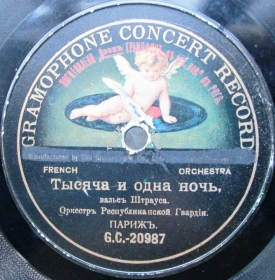 GRAMOPHONE CONCERT RECORD
FRENCH ORCHESTRA
Тысяча и одна ночь,
вальсъ Штрауса.
Оркестръ Республиканской Гвардіи.
ПАРИЖЪ.
G.C.-20987